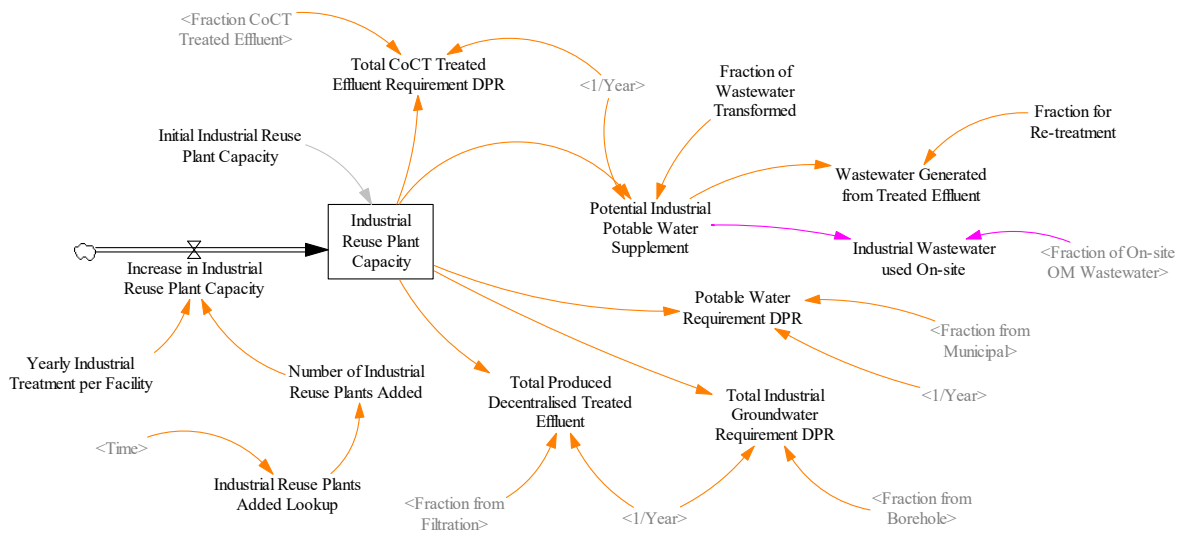 <Fraction CoCT
Treated Effluent>
Total CoCT Treated
Effluent Requirement DPR
<1/Year>
Fraction of
Wastewater
Transformed
Fraction for
Re-treatment
Initial Industrial Reuse
Plant Capacity
Wastewater Generated
from Treated Effluent
Industrial
Reuse Plant
Capacity
Potential Industrial
Potable Water
Supplement
Industrial Wastewater
used On-site
<Fraction of On-site
OM Wastewater>
Increase in Industrial
Reuse Plant Capacity
Potable Water
Requirement DPR
<Fraction from
Municipal>
Yearly Industrial
Treatment per Facility
Number of Industrial
Reuse Plants Added
Total Produced
Decentralised Treated
Effluent
Total Industrial
Groundwater
Requirement DPR
<1/Year>
<Time>
Industrial Reuse Plants
Added Lookup
<Fraction from
Filtration>
<1/Year>
<Fraction from
Borehole>